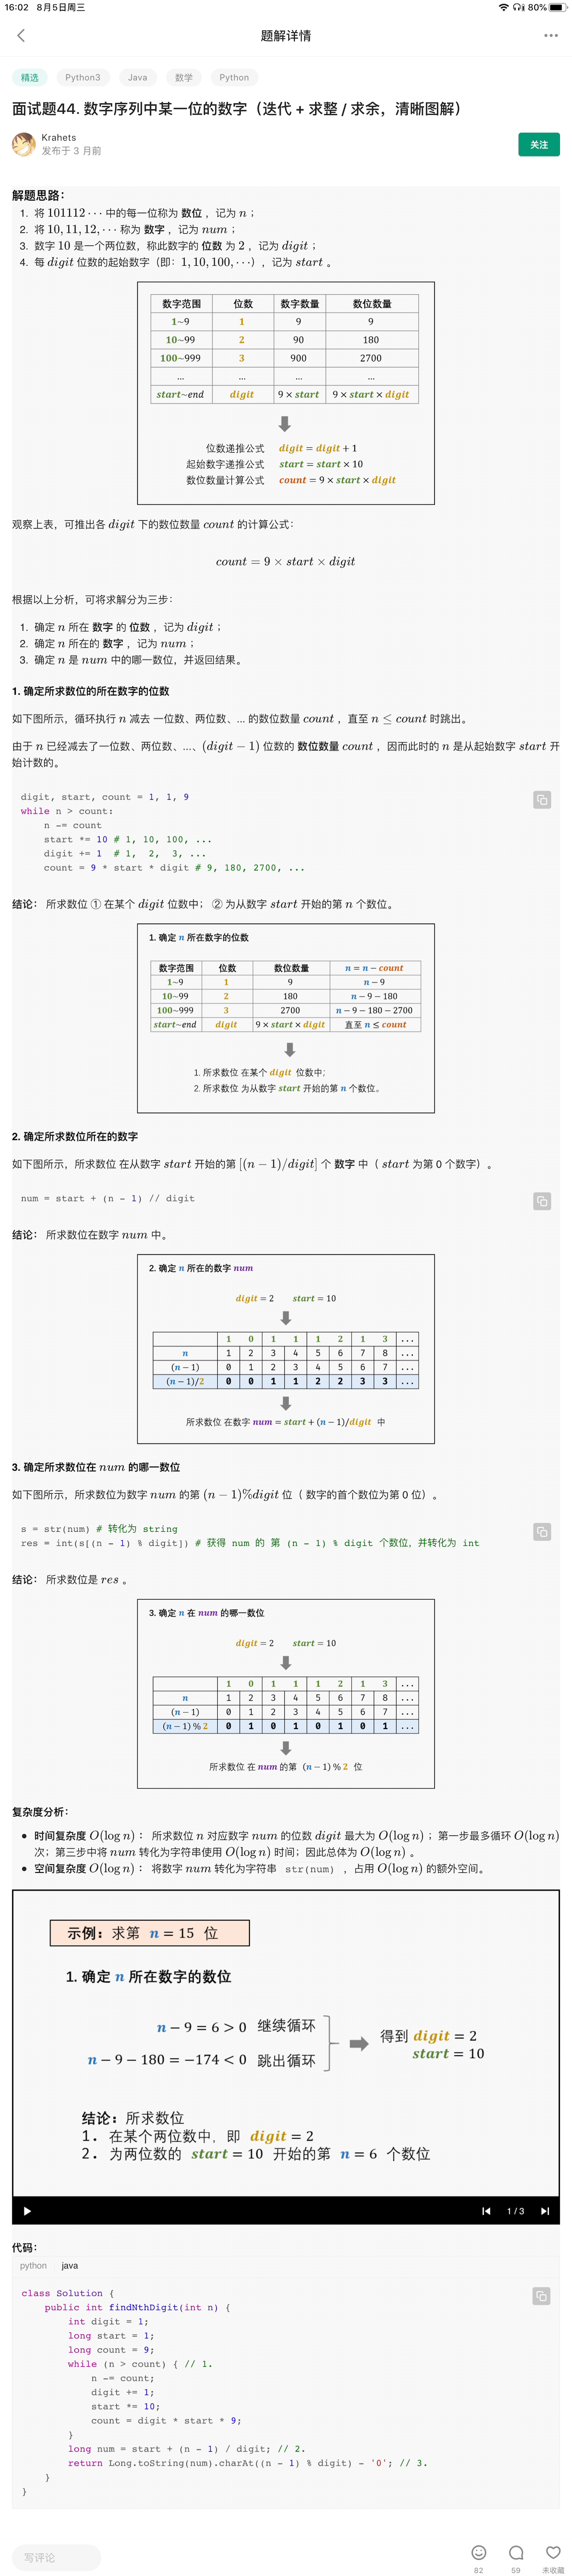 16:02 8月5日周三
80%
题解详情
精选 Python3 Java 数学 Python
面试题44. 数字序列中某一位的数字（迭代 + 求整 / 求余，清晰图解）
Krahets
发布于 3 月前
关注
解题思路：
1. 将 101112⋯ 中的每一位称为 数位 ，记为 n ；
2. 将 10, 11, 12, ⋯ 称为 数字 ，记为 num ；
3. 数字 10 是一个两位数，称此数字的 位数 为 2 ，记为 digit ；
4. 每 digit 位数的起始数字（即：1, 10, 100, ⋯），记为 start 。
数字范围 位数 数字数量 数位数量
1~9 1 9 9
10~99 2 90 180
100~999 3 900 2700
... ... ... ...
start~end digit 9 × start 9 × start × digit
位数递推公式 digit = digit + 1
起始数字递推公式 start = start × 10
数位数量计算公式 count = 9 × start × digit
观察上表，可推出各 digit 下的数位数量 count 的计算公式：
count = 9 × start × digit
根据以上分析，可将求解分为三步：
1. 确定 n 所在 数字 的 位数 ，记为 digit ；
2. 确定 n 所在的 数字 ，记为 num ；
3. 确定 n 是 num 中的哪一数位，并返回结果。
1. 确定所求数位的所在数字的位数
如下图所示，循环执行 n 减去 一位数、两位数、... 的数位数量 count ，直至 n ≤ count 时跳出。
由于 n 已经减去了一位数、两位数、...、(digit − 1) 位数的 数位数量 count ，因而此时的 n 是从起始数字 start 开
始计数的。
digit, start, count = 1, 1, 9
while n > count:
n -= count
start *= 10 # 1, 10, 100, ...
digit += 1 # 1, 2, 3, ...
count = 9 * start * digit # 9, 180, 2700, ...
结论： 所求数位 ① 在某个 digit 位数中； ② 为从数字 start 开始的第 n 个数位。
1. 确定 n 所在数字的位数
数字范围 位数 数位数量 n = n − count
1~9 1 9 n − 9
10~99 2 180 n − 9 − 180
100~999 3 2700 n − 9 − 180 − 2700
start~end digit 9 × start × digit 直至 n ≤ count
1. 所求数位 在某个 digit 位数中；
2. 所求数位 为从数字 start 开始的第 n 个数位。
2. 确定所求数位所在的数字
如下图所示，所求数位 在从数字 start 开始的第 [(n − 1)/digit] 个 数字 中（ start 为第 0 个数字）。
num = start + (n - 1) // digit
结论： 所求数位在数字 num 中。
2. 确定 n 所在的数字 num
digit = 2 start = 10
1 0 1 1 1 2 1 3 ...
n 1 2 3 4 5 6 7 8 ...
(n − 1) 0 1 2 3 4 5 6 7 ...
(n − 1)/2 0 0 1 1 2 2 3 3 ...
所求数位 在数字 num = start + (n − 1)/digit 中
3. 确定所求数位在 num 的哪一数位
如下图所示，所求数位为数字 num 的第 (n − 1)%digit 位（ 数字的首个数位为第 0 位）。
s = str(num) # 转化为 string
res = int(s[(n - 1) % digit]) # 获得 num 的 第 (n - 1) % digit 个数位，并转化为 int
结论： 所求数位是 res 。
3. 确定 n 在 num 的哪一数位
digit = 2 start = 10
1 0 1 1 1 2 1 3 ...
n 1 2 3 4 5 6 7 8 ...
(n − 1) 0 1 2 3 4 5 6 7 ...
(n − 1) % 2 0 1 0 1 0 1 0 1 ...
所求数位 在 num 的第 (n − 1) % 2 位
复杂度分析：
• 时间复杂度 O(log n) ： 所求数位 n 对应数字 num 的位数 digit 最大为 O(log n) ；第一步最多循环 O(log n)
次；第三步中将 num 转化为字符串使用 O(log n) 时间；因此总体为 O(log n) 。
• 空间复杂度 O(log n) ： 将数字 num 转化为字符串 str(num) ，占用 O(log n) 的额外空间。
示例：求第 n = 15 位
1. 确定 n 所在数字的数位
n − 9 = 6 > 0 继续循环
n − 9 − 180 = −174 < 0 跳出循环
得到 digit = 2
start = 10
结论：所求数位
1. 在某个两位数中，即 digit = 2
2. 为两位数的 start = 10 开始的第 n = 6 个数位
1 / 3
代码：
python java
class Solution {
public int findNthDigit(int n) {
int digit = 1;
long start = 1;
long count = 9;
while (n > count) { // 1.
n -= count;
digit += 1;
start *= 10;
count = digit * start * 9;
}
long num = start + (n - 1) / digit; // 2.
return Long.toString(num).charAt((n - 1) % digit) - '0'; // 3.
}
}
写评论
82 59 未收藏